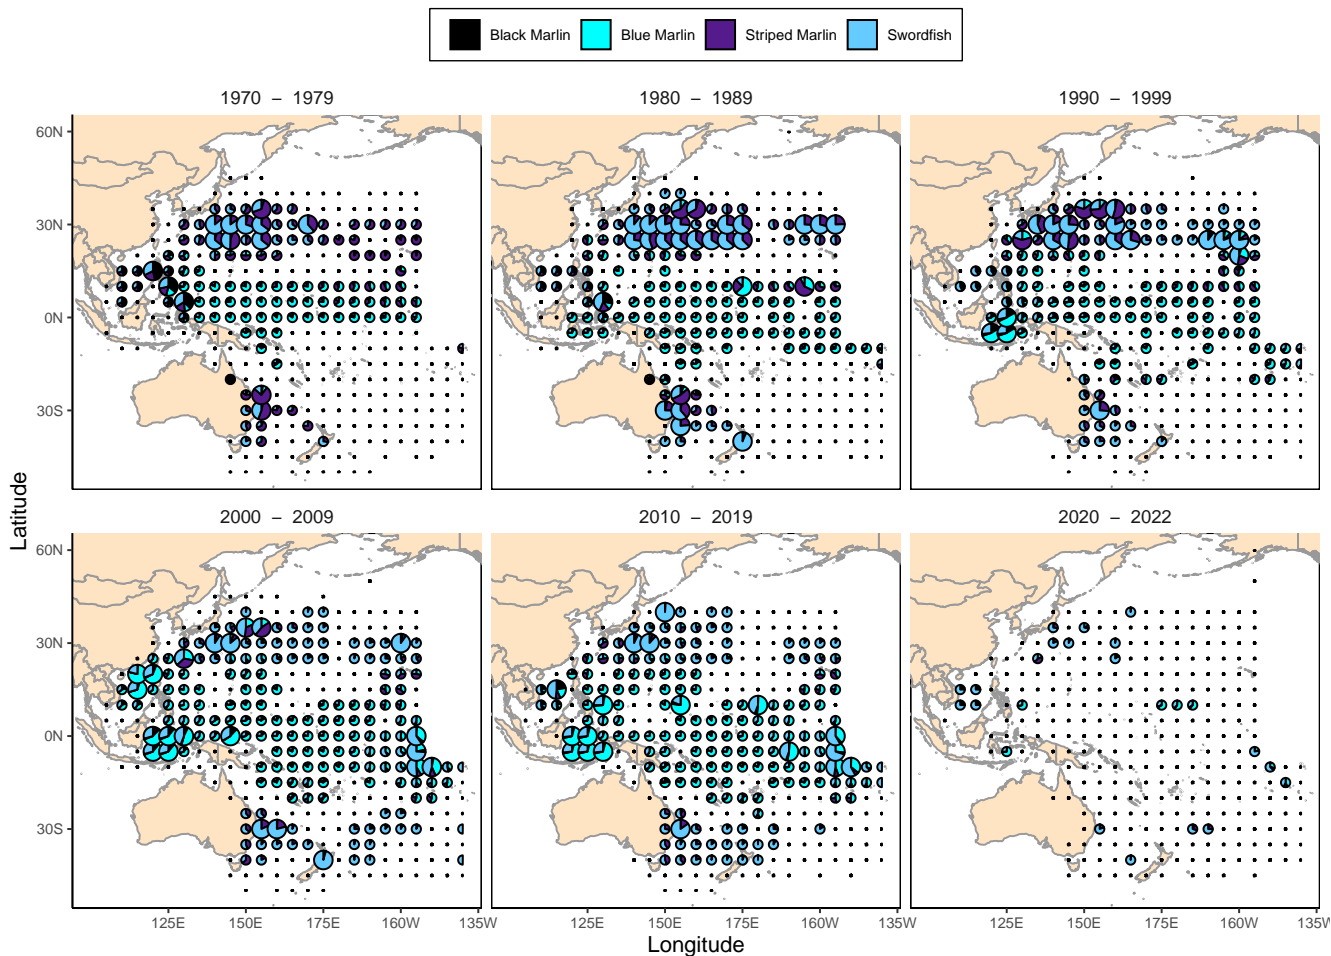 Black Marlin Blue Marlin Striped Marlin Swordfish
1970 − 1979 1980 − 1989 1990 − 1999
60N
30N
0N
30S
2000 − 2009 2010 − 2019 2020 − 2022
60N
30N
0N
30S
125E 150E 175E 160W 135W 125E 150E 175E 160W 135W 125E 150E 175E 160W 135W
Longitude
Latitude